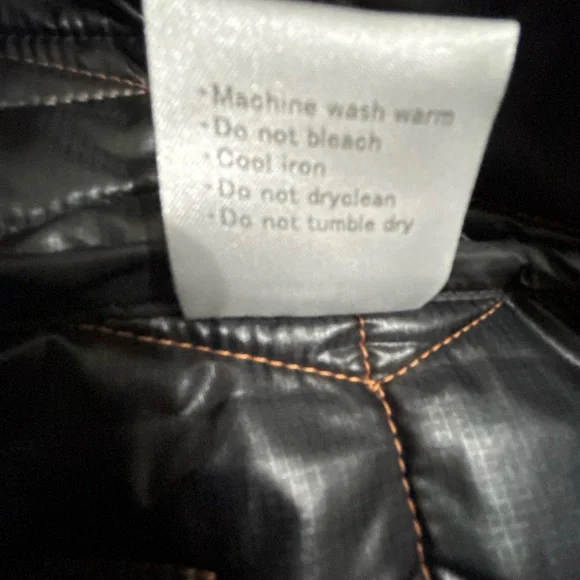 ・Machine wash warm
・Do not bleach
・Cool iron
・Do not dryclean
・Do not tumble dry